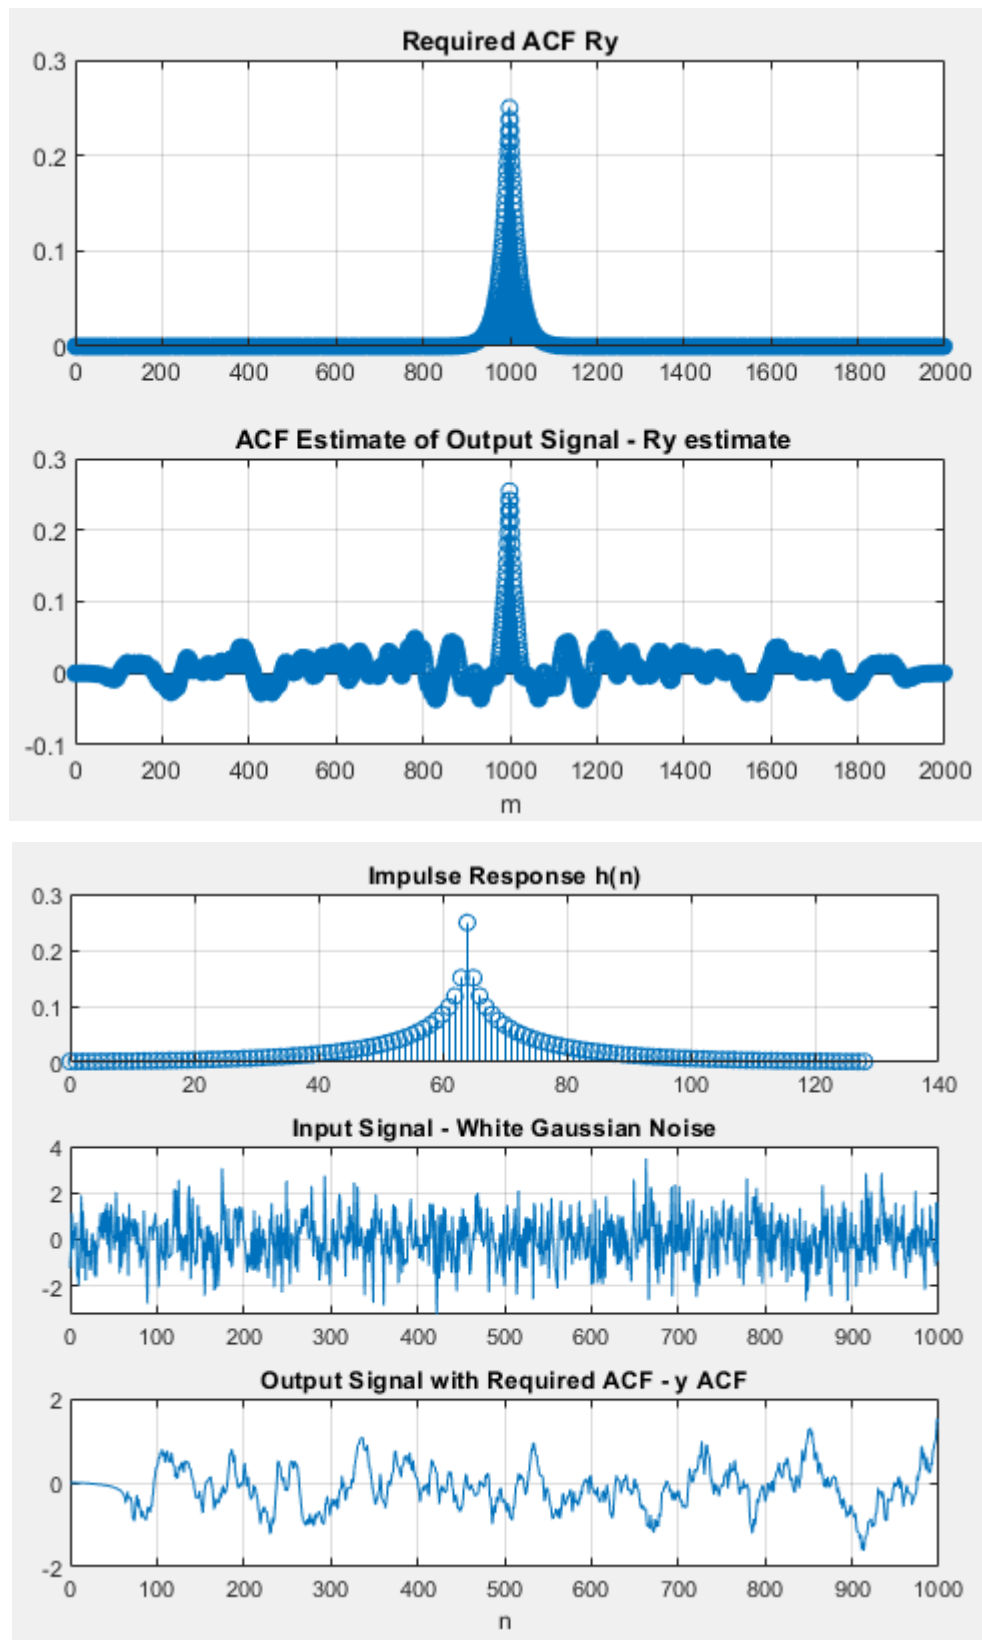 Required ACF Ry
0.3
0.2
0.1
0
0 200 400 600 800 1000 1200 1400 1600 1800 2000
ACF Estimate of Output Signal - Ry estimate
0.3
0.2
0.1
0
-0.1
0 200 400 600 800 1000 1200 1400 1600 1800 2000
m
Impulse Response h(n)
0.3
0.2
0.1
0
0 20 40 60 80 100 120 140
Input Signal - White Gaussian Noise
4
2
0
-2
0 100 200 300 400 500 600 700 800 900 1000
Output Signal with Required ACF - y ACF
2
0
-2
0 100 200 300 400 500 600 700 800 900 1000
n